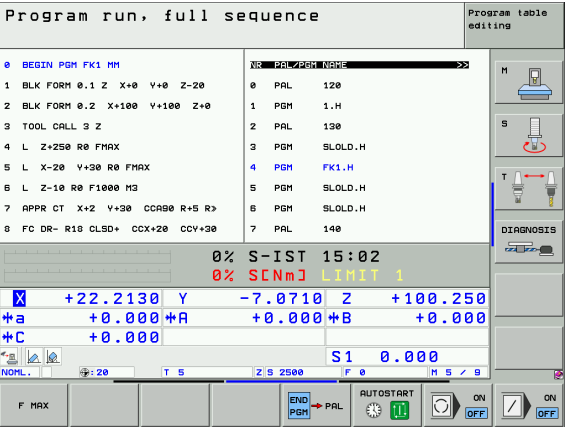 Program run, full sequence
Program table
editing
0 BEGIN PGM FK1 MM
1 BLK FORM 0.1 Z X+0 Y+0 Z-20
2 BLK FORM 0.2 X+100 Y+100 Z+0
3 TOOL CALL 3 Z
4 L Z+250 R0 FMAX
5 L X-20 Y+30 R0 FMAX
6 L Z-10 R0 F1000 M3
7 APPR CT X+2 Y+30 CCA90 R+5 R»
8 FC DR- R18 CLSD+ CCX+20 CCY+30
NR PAL/PGM NAME >>
0 PAL 120
1 PGM 1.H
2 PAL 130
3 PGM SLOLD.H
4 PGM FK1.H
5 PGM SLOLD.H
6 PGM SLOLD.H
7 PAL 140
M
S
T
DIAGNOSIS
0% S-IST 15:02
0% S[Nm] LIMIT 1
X +22.2130 Y -7.0710 Z +100.250
a +0.000 A +0.000 B +0.000
C +0.000
S1 0.000
NOML. :20 T 5 Z S 2500 F 0 M 5 / 9
F MAX
END
PGM
PAL
AUTOSTART
ON
OFF
ON
OFF